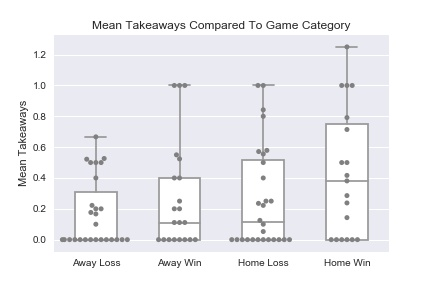 Mean Takeaways Compared To Game Category
Mean Takeaways
1.2
1.0
0.8
0.6
0.4
0.2
0.0
Away Loss
Away Win
Home Loss
Home Win